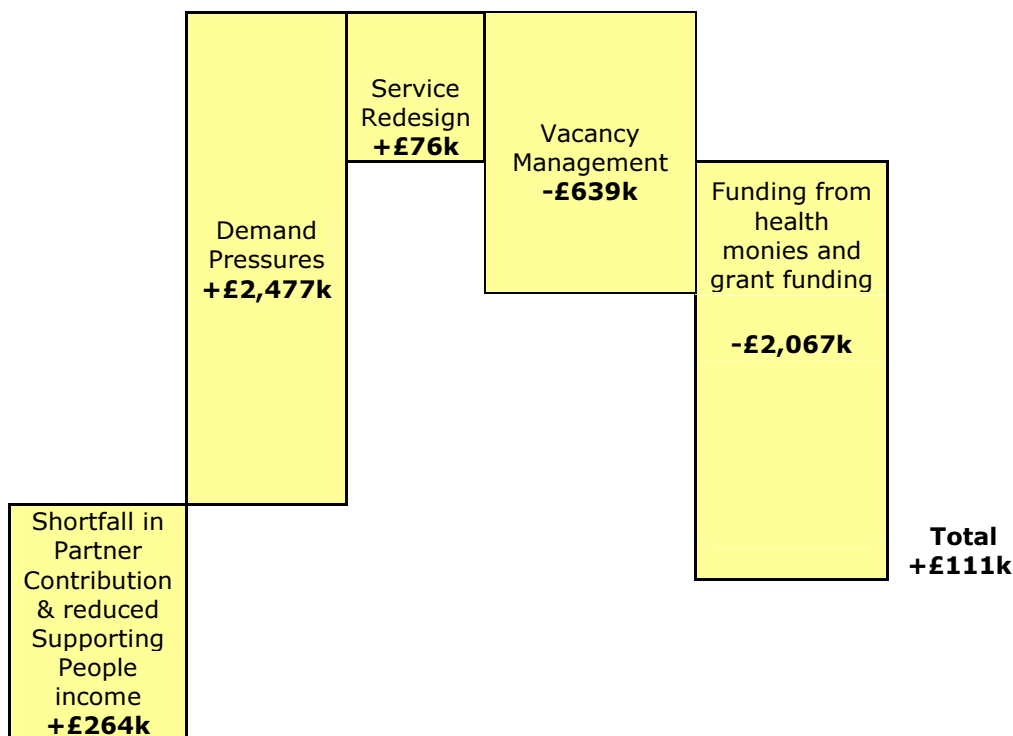 Service
Redesign
+£76k
Vacancy
Management
-£639k
Funding from
health
monies and
grant funding
-£2,067k
Demand
Pressures
+£2,477k
Shortfall in
Partner
Contribution
& reduced
Supporting
People
income
+£264k
Total
+£111k